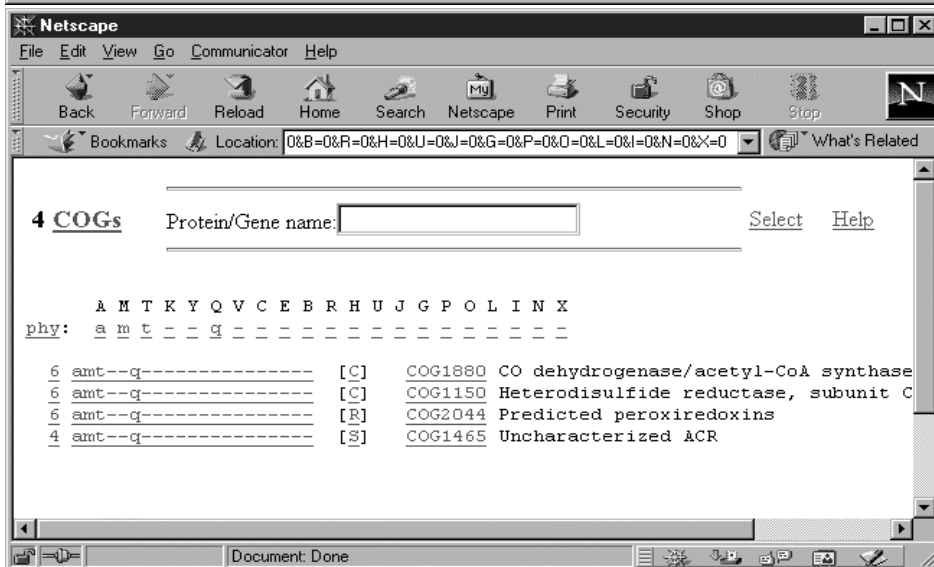 Netscape
File Edit View Go Communicator Help
My
N
Back Forward Reload Home Search Netscape Print Security Shop Stop
Bookmarks Location: 0&B=0&R=0&H=0&U=0&J=0&G=0&P=0&O=0&L=0&I=0&N=0&X=0 What's Related
4 COGs Protein/Gene name: Select Help
A M T K Y Q V C E B R H U J G P O L I N X
phy: a m t - - q - - - - - - - - - - - - - - -
6 amt--q--------------- [C] COG1880 CO dehydrogenase/acetyl-CoA synthase
6 amt--q--------------- [C] COG1150 Heterodisulfide reductase, subunit C
6 amt--q--------------- [R] COG2044 Predicted peroxiredoxins
4 amt--q--------------- [S] COG1465 Uncharacterized ACR
Document: Done